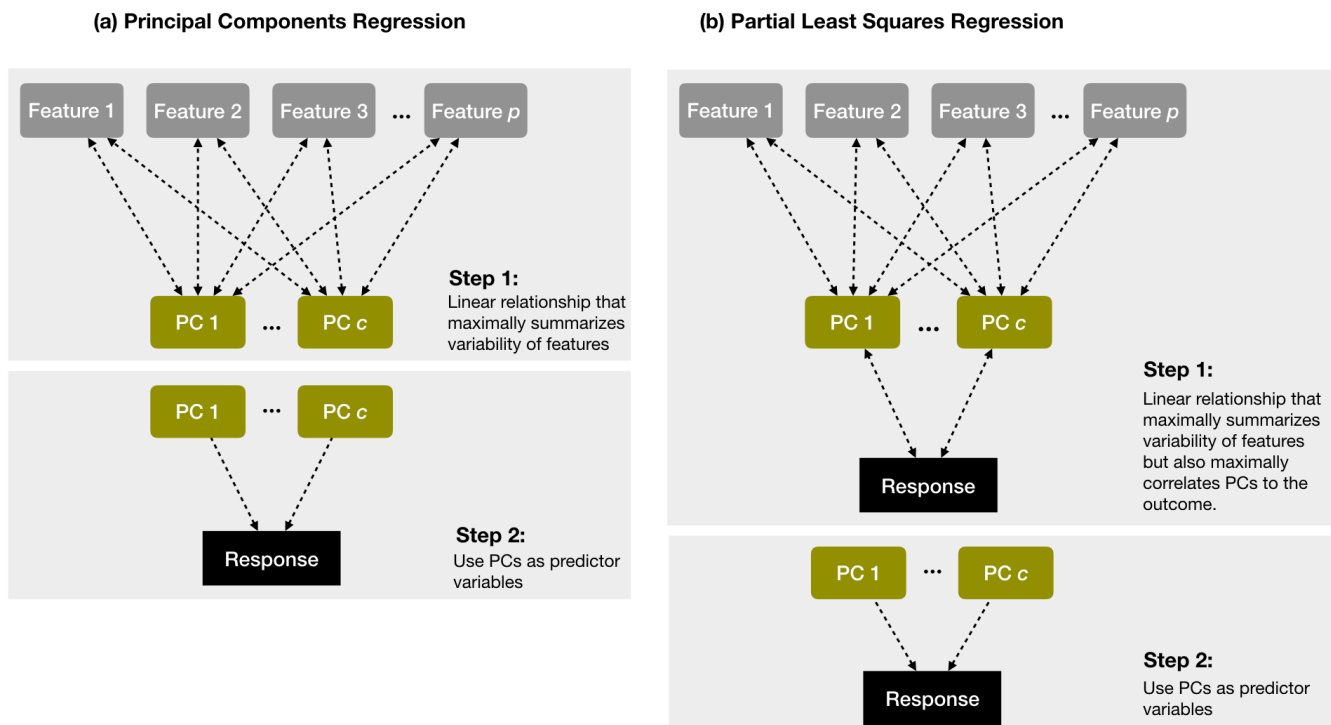 (a) Principal Components Regression
Feature 1
Feature 2
Feature 3
...
Feature p
PC 1
...
PC c
Step 1:
Linear relationship that
maximally summarizes
variability of features
PC 1
...
PC c
Response
Step 2:
Use PCs as predictor
variables
(b) Partial Least Squares Regression
Feature 1
Feature 2
Feature 3
...
Feature p
PC 1
...
PC c
Response
Step 1:
Linear relationship that
maximally summarizes
variability of features
but also maximally
correlates PCs to the
outcome.
PC 1
...
PC c
Response
Step 2:
Use PCs as predictor
variables